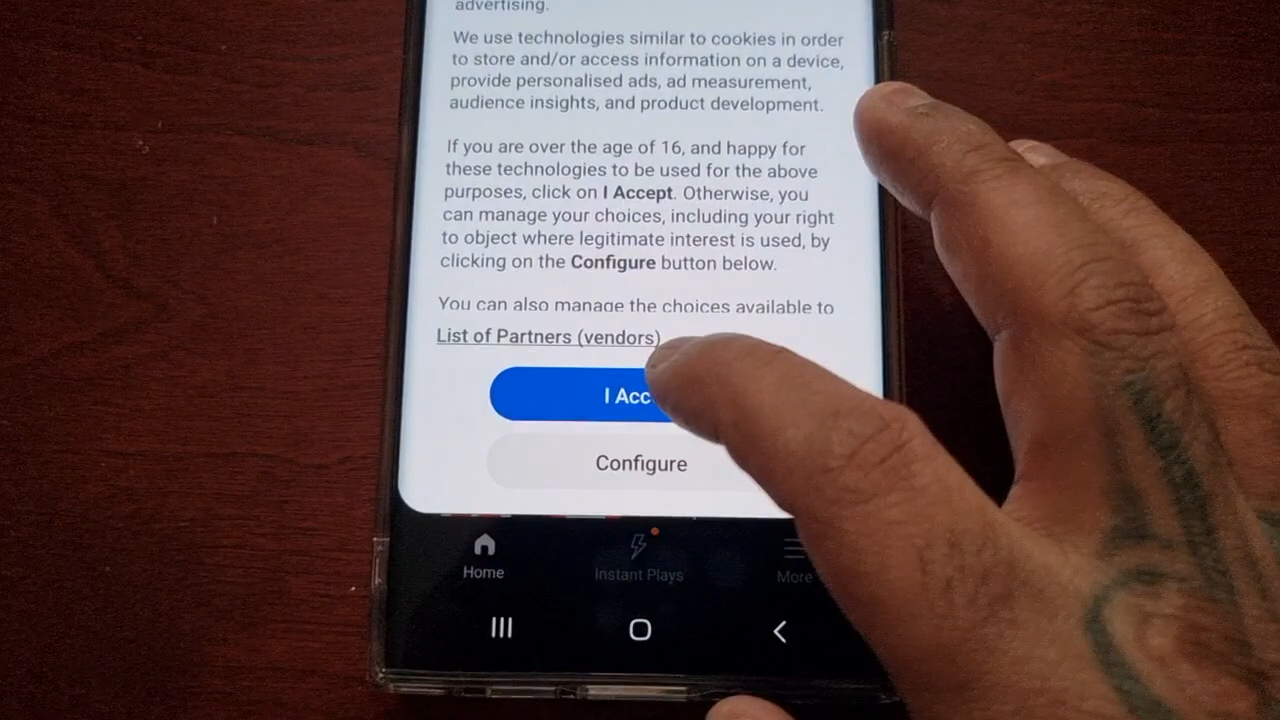 advertising.
We use technologies similar to cookies in order
to store and/or access information on a device,
provide personalised ads, ad measurement,
audience insights, and product development.
If you are over the age of 16, and happy for
these technologies to be used for the above
purposes, click on I Accept. Otherwise, you
can manage your choices, including your right
to object where legitimate interest is used, by
clicking on the Configure button below.
You can also manage the choices available to
List of Partners (vendors)
I Acc
Configure
Home
Instant Plays
More